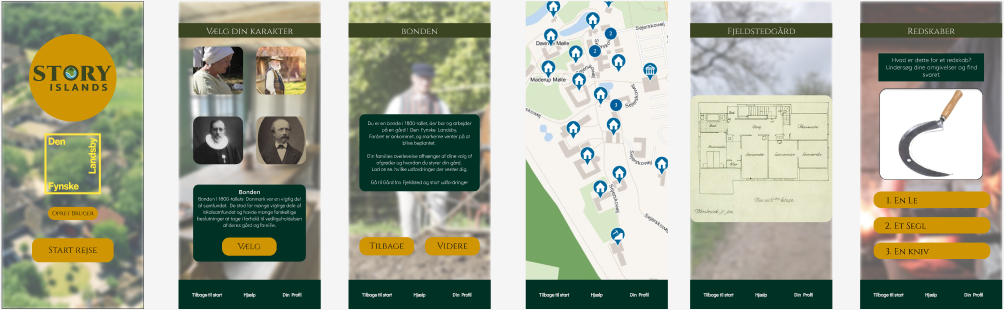 STORY
ISLANDS
Den
Landsby
Fynske
Opret bruger
Start rejse
Vælg din karakter
Bonden
Bonden i 1800-tallets Danmark var en vigtig del
af samfundet. De stod for mange vigtige dele af
lokalsamfundet og havde mange forskellige
beslutninger at tage i forhold til vedligeholdelsen
af deres gård og familie.
Vælg
Tilbage til start
Hjælp
Din Profil
Bonden
Du er en bonde i 1800-tallet, der bor og arbejder
på en gård i Den Fynske Landsby.
Foråret er ankommet, og markerne venter på at
blive beplantet.
Din families overlevelse afhænger af dine valg af
afgrøder og hvordan du styrer din gård.
Lad os se, hvilke udfordringer der venter dig.
Gå til Gård fra Fjeldsted og start udfordringer
Tilbage
Videre
Tilbage til start
Hjælp
Din Profil
Sejerskovvej
2
2
Maderup Mølle
3
Sejerskovvej
Sejerskovvej
Sejerskovvej
Tilbage til start
Hjælp
Din Profil
Fjeldstedgård
Tilbage til start
Hjælp
Din Profil
Redskaber
Hvad er dette for et redskab?
Undersøg dine omgivelser og find
svaret.
1. En Le
2. Et Segl
3. En kniv
Tilbage til start
Hjælp
Din Profil